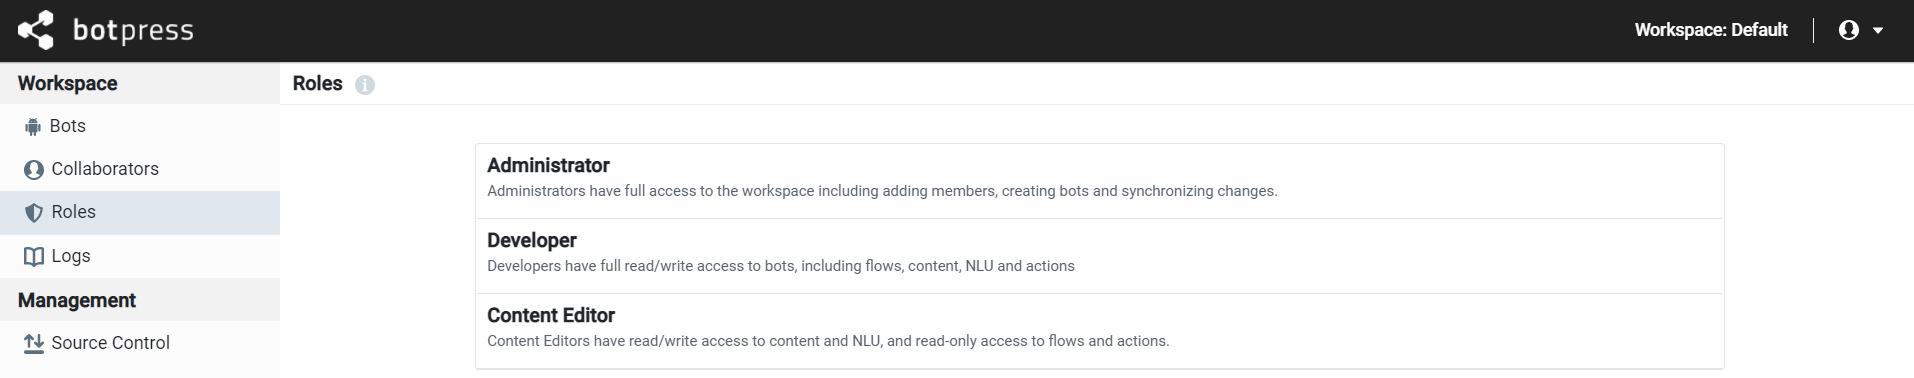 botpress
Workspace: Default
Workspace
Roles
Bots
Collaborators
Roles
Logs
Management
Source Control
Administrator
Administrators have full access to the workspace including adding members, creating bots and synchronizing changes.
Developer
Developers have full read/write access to bots, including flows, content, NLU and actions
Content Editor
Content Editors have read/write access to content and NLU, and read-only access to flows and actions.